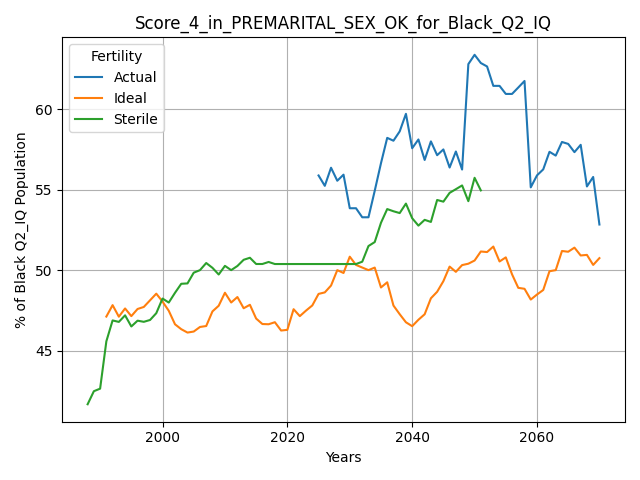 Score_4_in_PREMARITAL_SEX_OK_for_Black_Q2_IQ
Fertility
Actual
Ideal
Sterile
% of Black Q2_IQ Population
60
55
50
45
2000
2020
2040
2060
Years